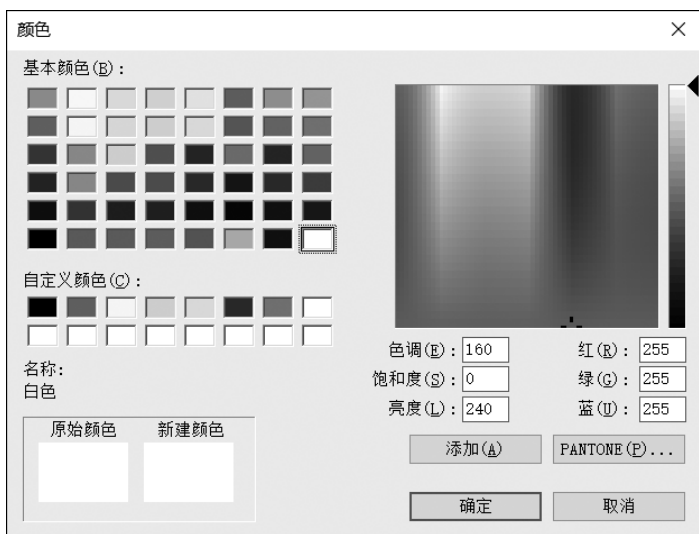 颜色
基本颜色(B):
自定义颜色(C):
名称:
白色
原始颜色 新建颜色
色调(E): 160 红(R): 255
饱和度(S): 0 绿(G): 255
亮度(L): 240 蓝(U): 255
添加(A) PANTONE(P)...
确定 取消